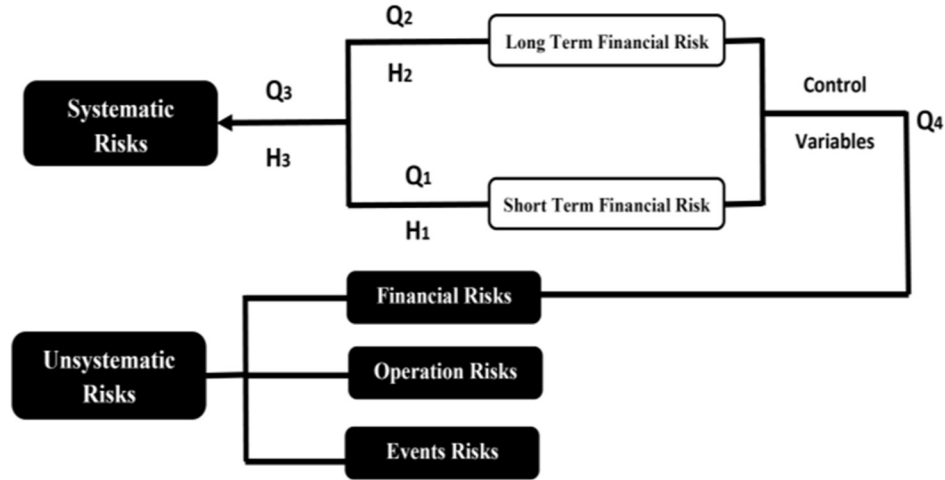 Q2
Long Term Financial Risk
H2
Control
Variables
Q4
Q3
Systematic
Risks
H3
Q1
Short Term Financial Risk
H1
Financial Risks
Unsystematic
Risks
Operation Risks
Events Risks